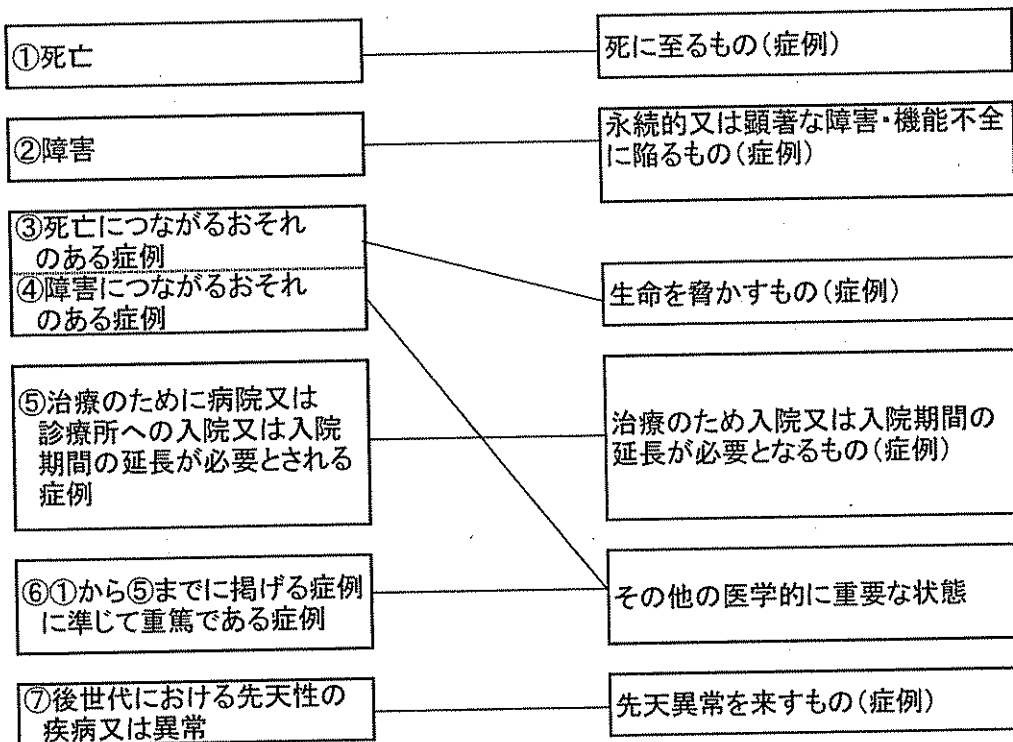 ①死亡
死に至るもの(症例)
②障害
永続的又は顕著な障害・機能不全
に陥るもの(症例)
③死亡につながるおそれ
のある症例
④障害につながるおそれ
のある症例
生命を脅かすもの(症例)
⑤治療のために病院又は
診療所への入院又は入院
期間の延長が必要とされる
症例
治療のため入院又は入院期間の
延長が必要となるもの(症例)
⑥①から⑤までに掲げる症例
に準じて重篤である症例
その他の医学的に重要な状態
⑦後世代における先天性の
疾病又は異常
先天異常を来すもの(症例)